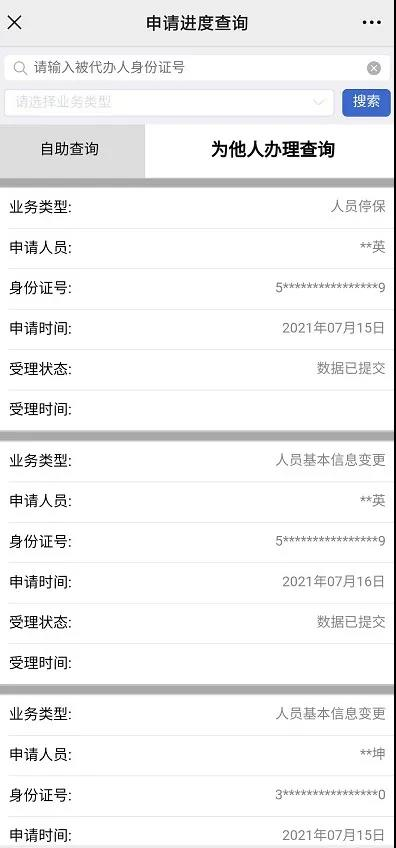 申请进度查询
请输入被代办人身份证号
请选择业务类型
搜索
自助查询 为他人办理查询
业务类型: 人员停保
申请人员: **英
身份证号: 5****************9
申请时间: 2021年07月15日
受理状态: 数据已提交
受理时间:
业务类型: 人员基本信息变更
申请人员: **英
身份证号: 5****************9
申请时间: 2021年07月16日
受理状态: 数据已提交
受理时间:
业务类型: 人员基本信息变更
申请人员: **坤
身份证号: 3****************0
申请时间: 2021年07月15日